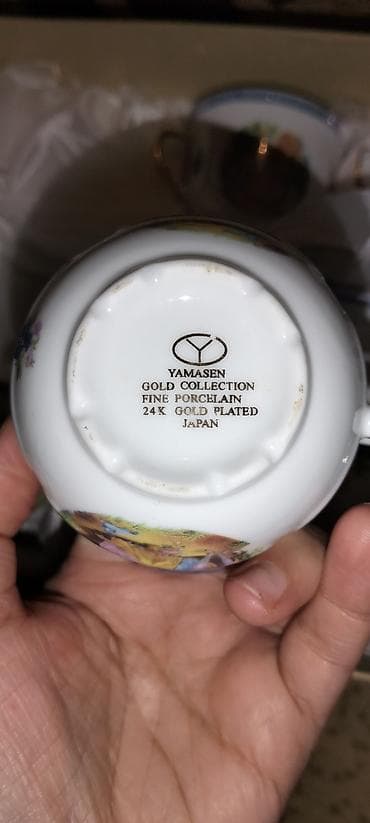 YAMASEN
GOLD COLLECTION
FINE PORCELAIN
24K GOLD PLATED
JAPAN